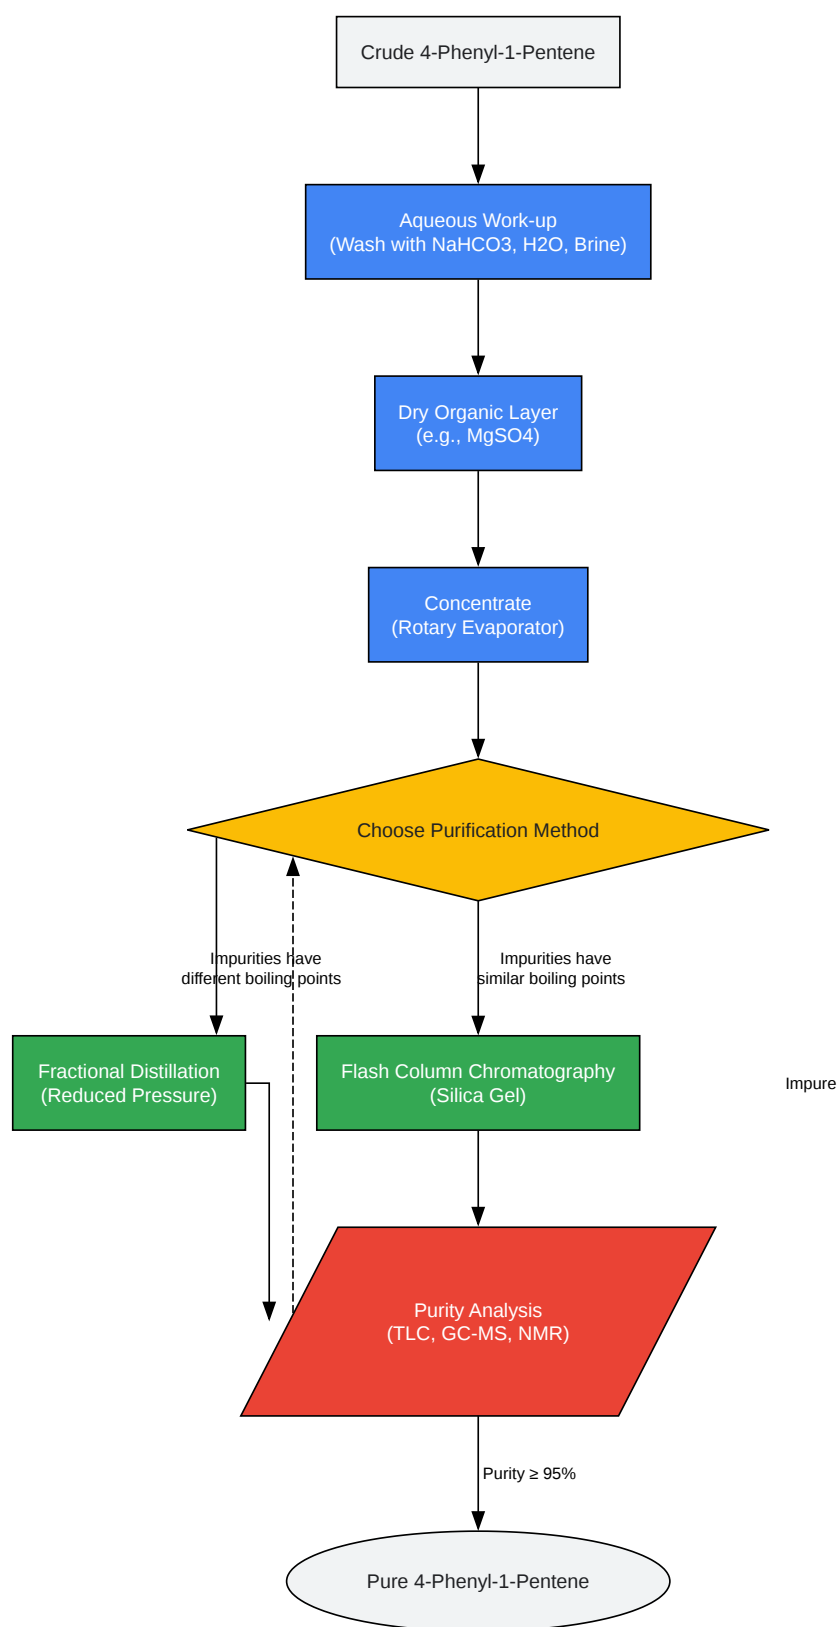 Crude 4-Phenyl-1-Pentene
Aqueous Work-up
(Wash with NaHCO3, H2O, Brine)
Dry Organic Layer
(e.g., MgSO4)
Concentrate
(Rotary Evaporator)
Choose Purification Method
Impurities have
different boiling points
Impurities have
similar boiling points
Fractional Distillation
(Reduced Pressure)
Flash Column Chromatography
(Silica Gel)
Impure
Purity Analysis
(TLC, GC-MS, NMR)
Purity ≥ 95%
Pure 4-Phenyl-1-Pentene